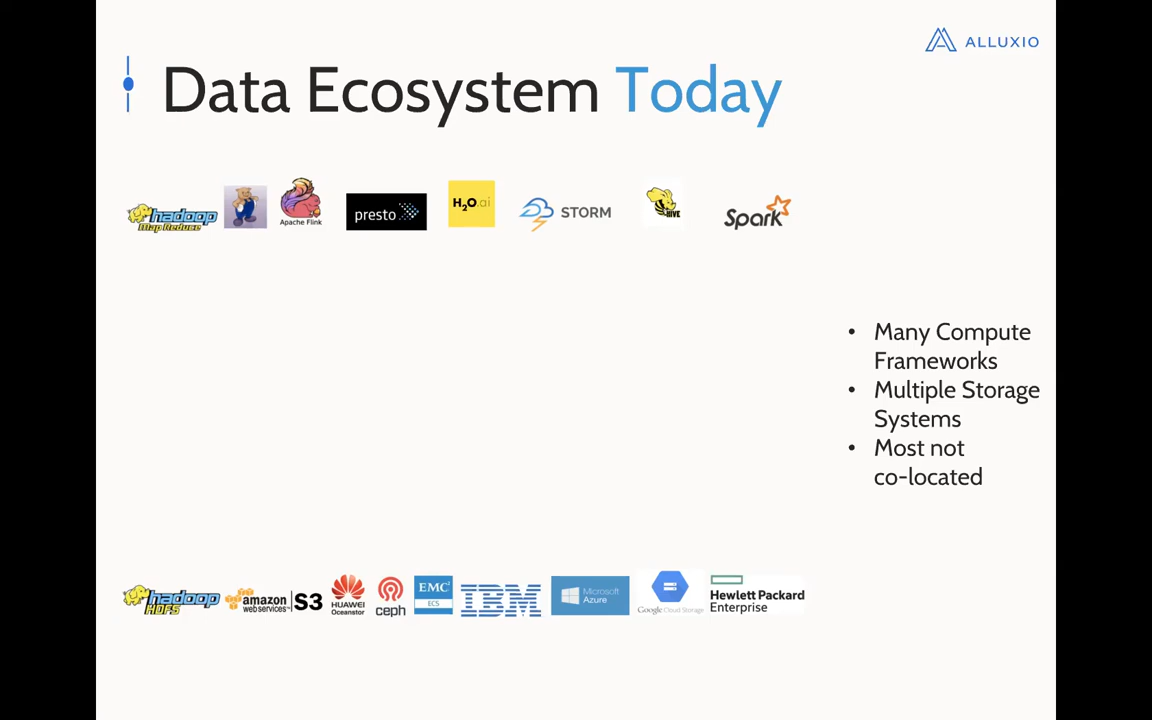 ALLUXIO
Data Ecosystem Today
hadoop
Map Reduce
Apache Flink
presto
H2O.ai
STORM
HIVE
Spark
• Many Compute
Frameworks
• Multiple Storage
Systems
• Most not
co-located
hadoop
HDFS
amazon
web services™
S3
HUAWEI
Oceanstor
ceph
EMC²
ECS
IBM
Microsoft
Azure
Google Cloud Storage
Hewlett Packard
Enterprise